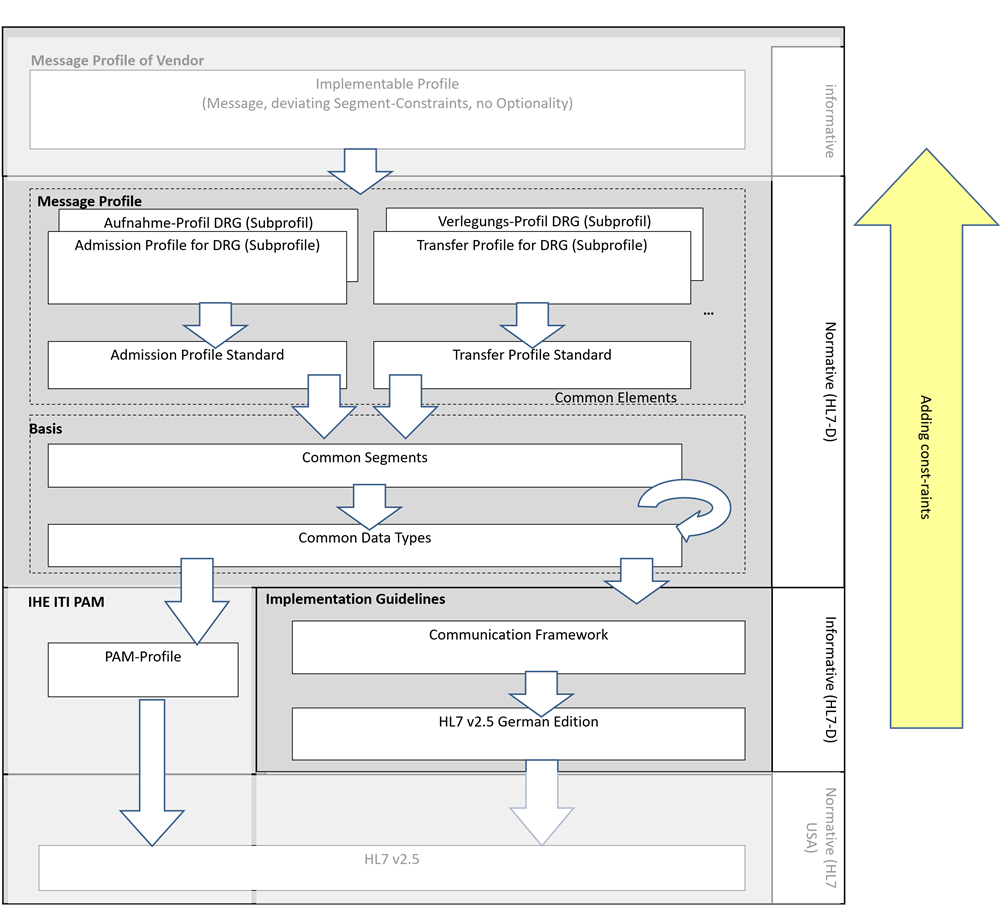 Message Profile of Vendor
Implementable Profile
(Message, deviating Segment-Constraints, no Optionality)
informative
Message Profile
Aufnahme-Profil DRG (Subprofil)
Admission Profile for DRG (Subprofile)
Verlegungs-Profil DRG (Subprofil)
Transfer Profile for DRG (Subprofile)
...
Admission Profile Standard
Transfer Profile Standard
Common Elements
Normative (HL7-D)
Basis
Common Segments
Common Data Types
IHE ITI PAM
PAM-Profile
Implementation Guidelines
Communication Framework
HL7 v2.5 German Edition
Informative (HL7-D)
HL7 v2.5
Normative (HL7
USA)
Adding const-raints